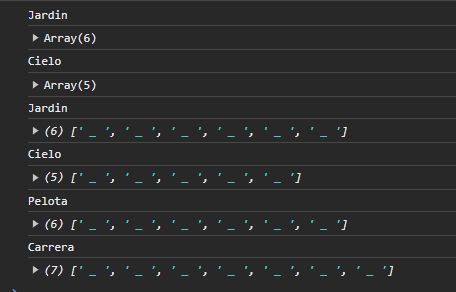 Jardin
▶ Array(6)
Cielo
▶ Array(5)
Jardin
▶ (6) [' _ ', ' _ ', ' _ ', ' _ ', ' _ ', ' _ ']
Cielo
▶ (5) [' _ ', ' _ ', ' _ ', ' _ ', ' _ ']
Pelota
▶ (6) [' _ ', ' _ ', ' _ ', ' _ ', ' _ ', ' _ ']
Carrera
▶ (7) [' _ ', ' _ ', ' _ ', ' _ ', ' _ ', ' _ ', ' _ ']